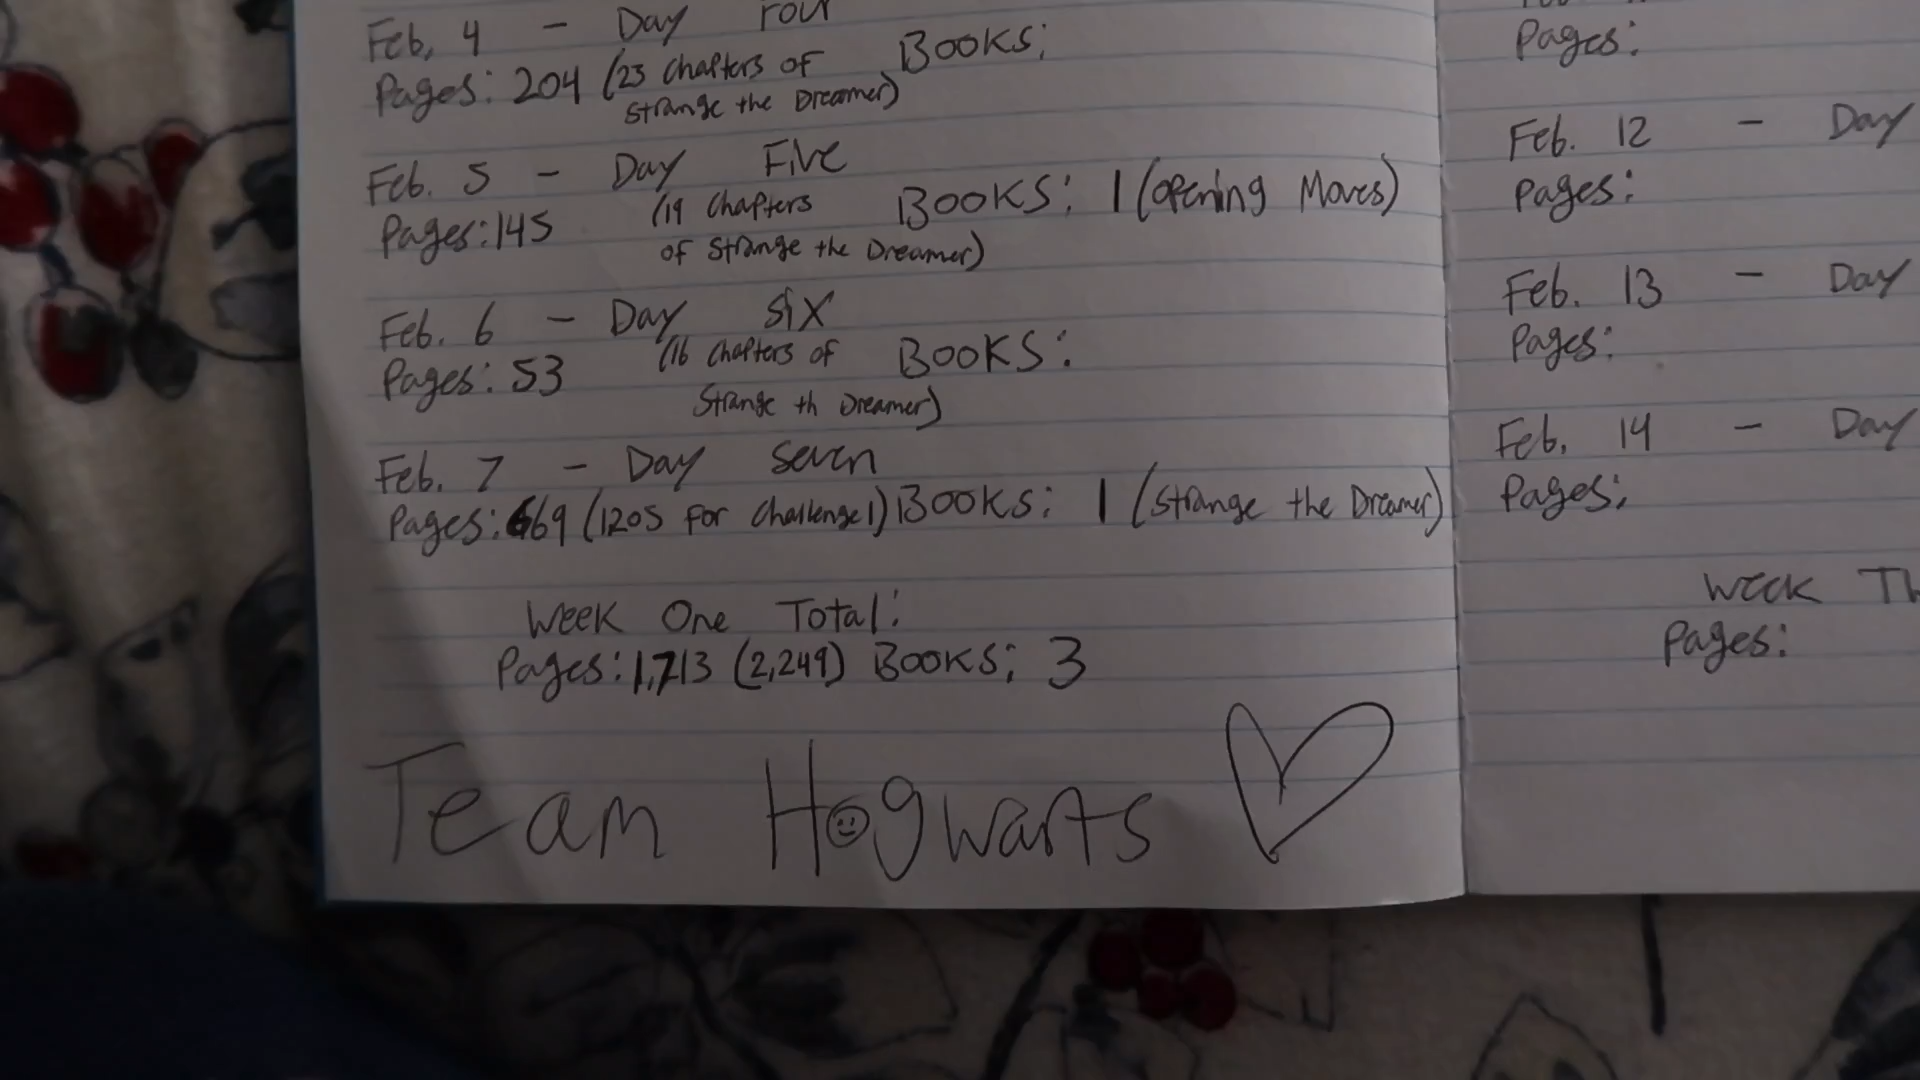 Feb, 4 - Day Four
Pages: 204 (23 Chapters of Books:
Strange the Dreamer)
Feb. 5 - Day Five
Pages: 145 (19 Chapters Books: 1 (Opening Moves)
of Strange the Dreamer)
Feb. 6 - Day Six
Pages: 53 (16 Chapters of Books:
Strange th Dreamer)
Feb. 7 - Day Seven
Pages: 669 (1205 for Challenge!) Books: 1 (Strange the Dreamer)
Week One Total:
Pages: 1,713 (2,249) Books: 3
Team Hogwarts
Pages:
Feb. 12 - Day
Pages:
Feb. 13 - Day
Pages:
Feb. 14 - Day
Pages:
Week
Pages: